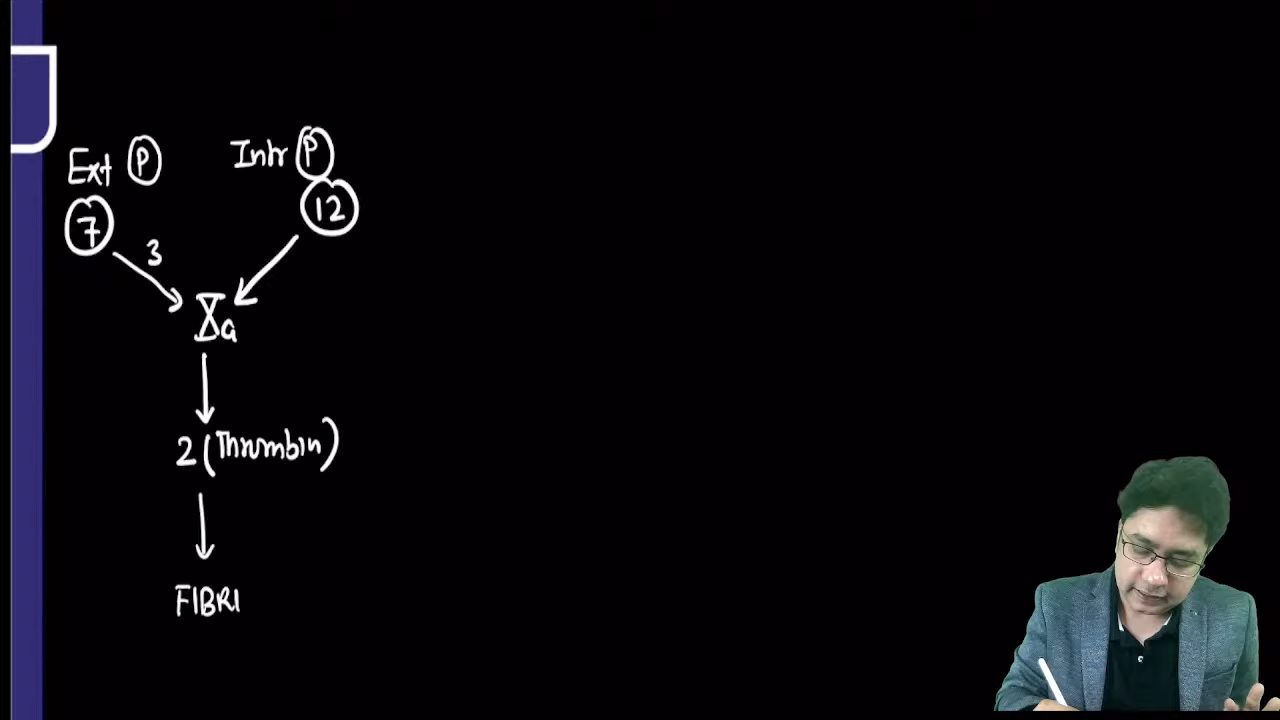 Ext P
Intr P
7
12
3
Xa
2 (Thrombin)
FIBRI